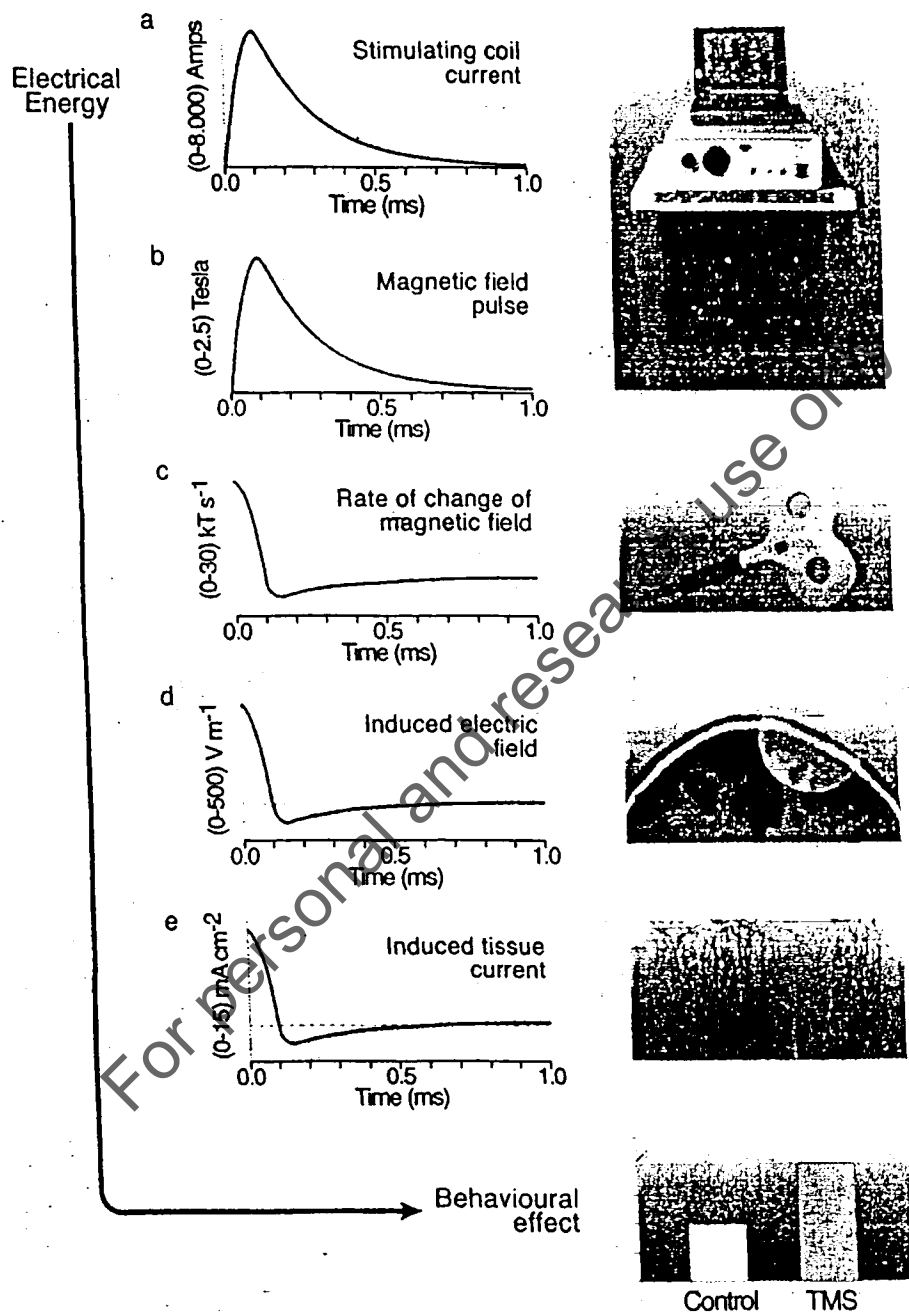 Electrical
Energy
a
(0-8.000) Amps
Stimulating coil
current
0.0 0.5 1.0
Time (ms)
b
(0-2.5) Tesla
Magnetic field
pulse
0.0 0.5 1.0
Time (ms)
c
(0-30) kT s-1
Rate of change of
magnetic field
0.0 0.5 1.0
Time (ms)
d
(0-500) V m-1
Induced electric
field
0.0 0.5 1.0
Time (ms)
e
(0-15) mA cm-2
Induced tissue
current
0.0 0.5 1.0
Time (ms)
Behavioural
effect
Control TMS
For personal and research use only